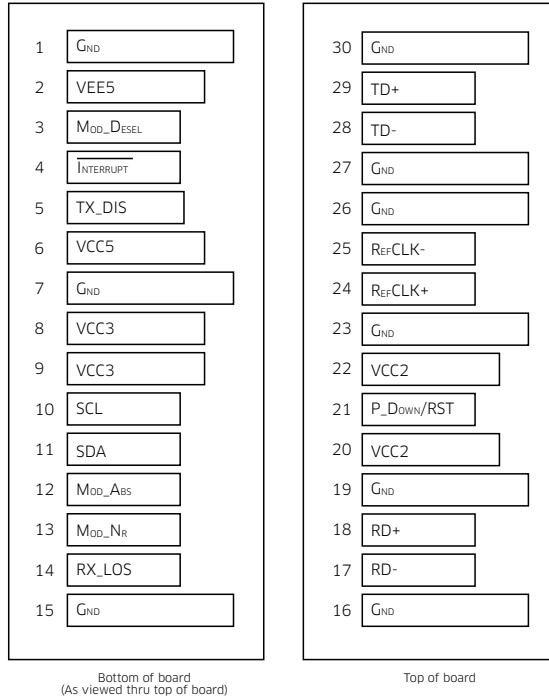 1 GND
2 VEE5
3 MOD_DESEL
4 INTERRUPT
5 TX_DIS
6 VCC5
7 GND
8 VCC3
9 VCC3
10 SCL
11 SDA
12 MOD_ABS
13 MOD_NR
14 RX_LOS
15 GND
Bottom of board
(As viewed thru top of board)
30 GND
29 TD+
28 TD-
27 GND
26 GND
25 REFCLK-
24 REFCLK+
23 GND
22 VCC2
21 P_DOWN/RST
20 VCC2
19 GND
18 RD+
17 RD-
16 GND
Top of board